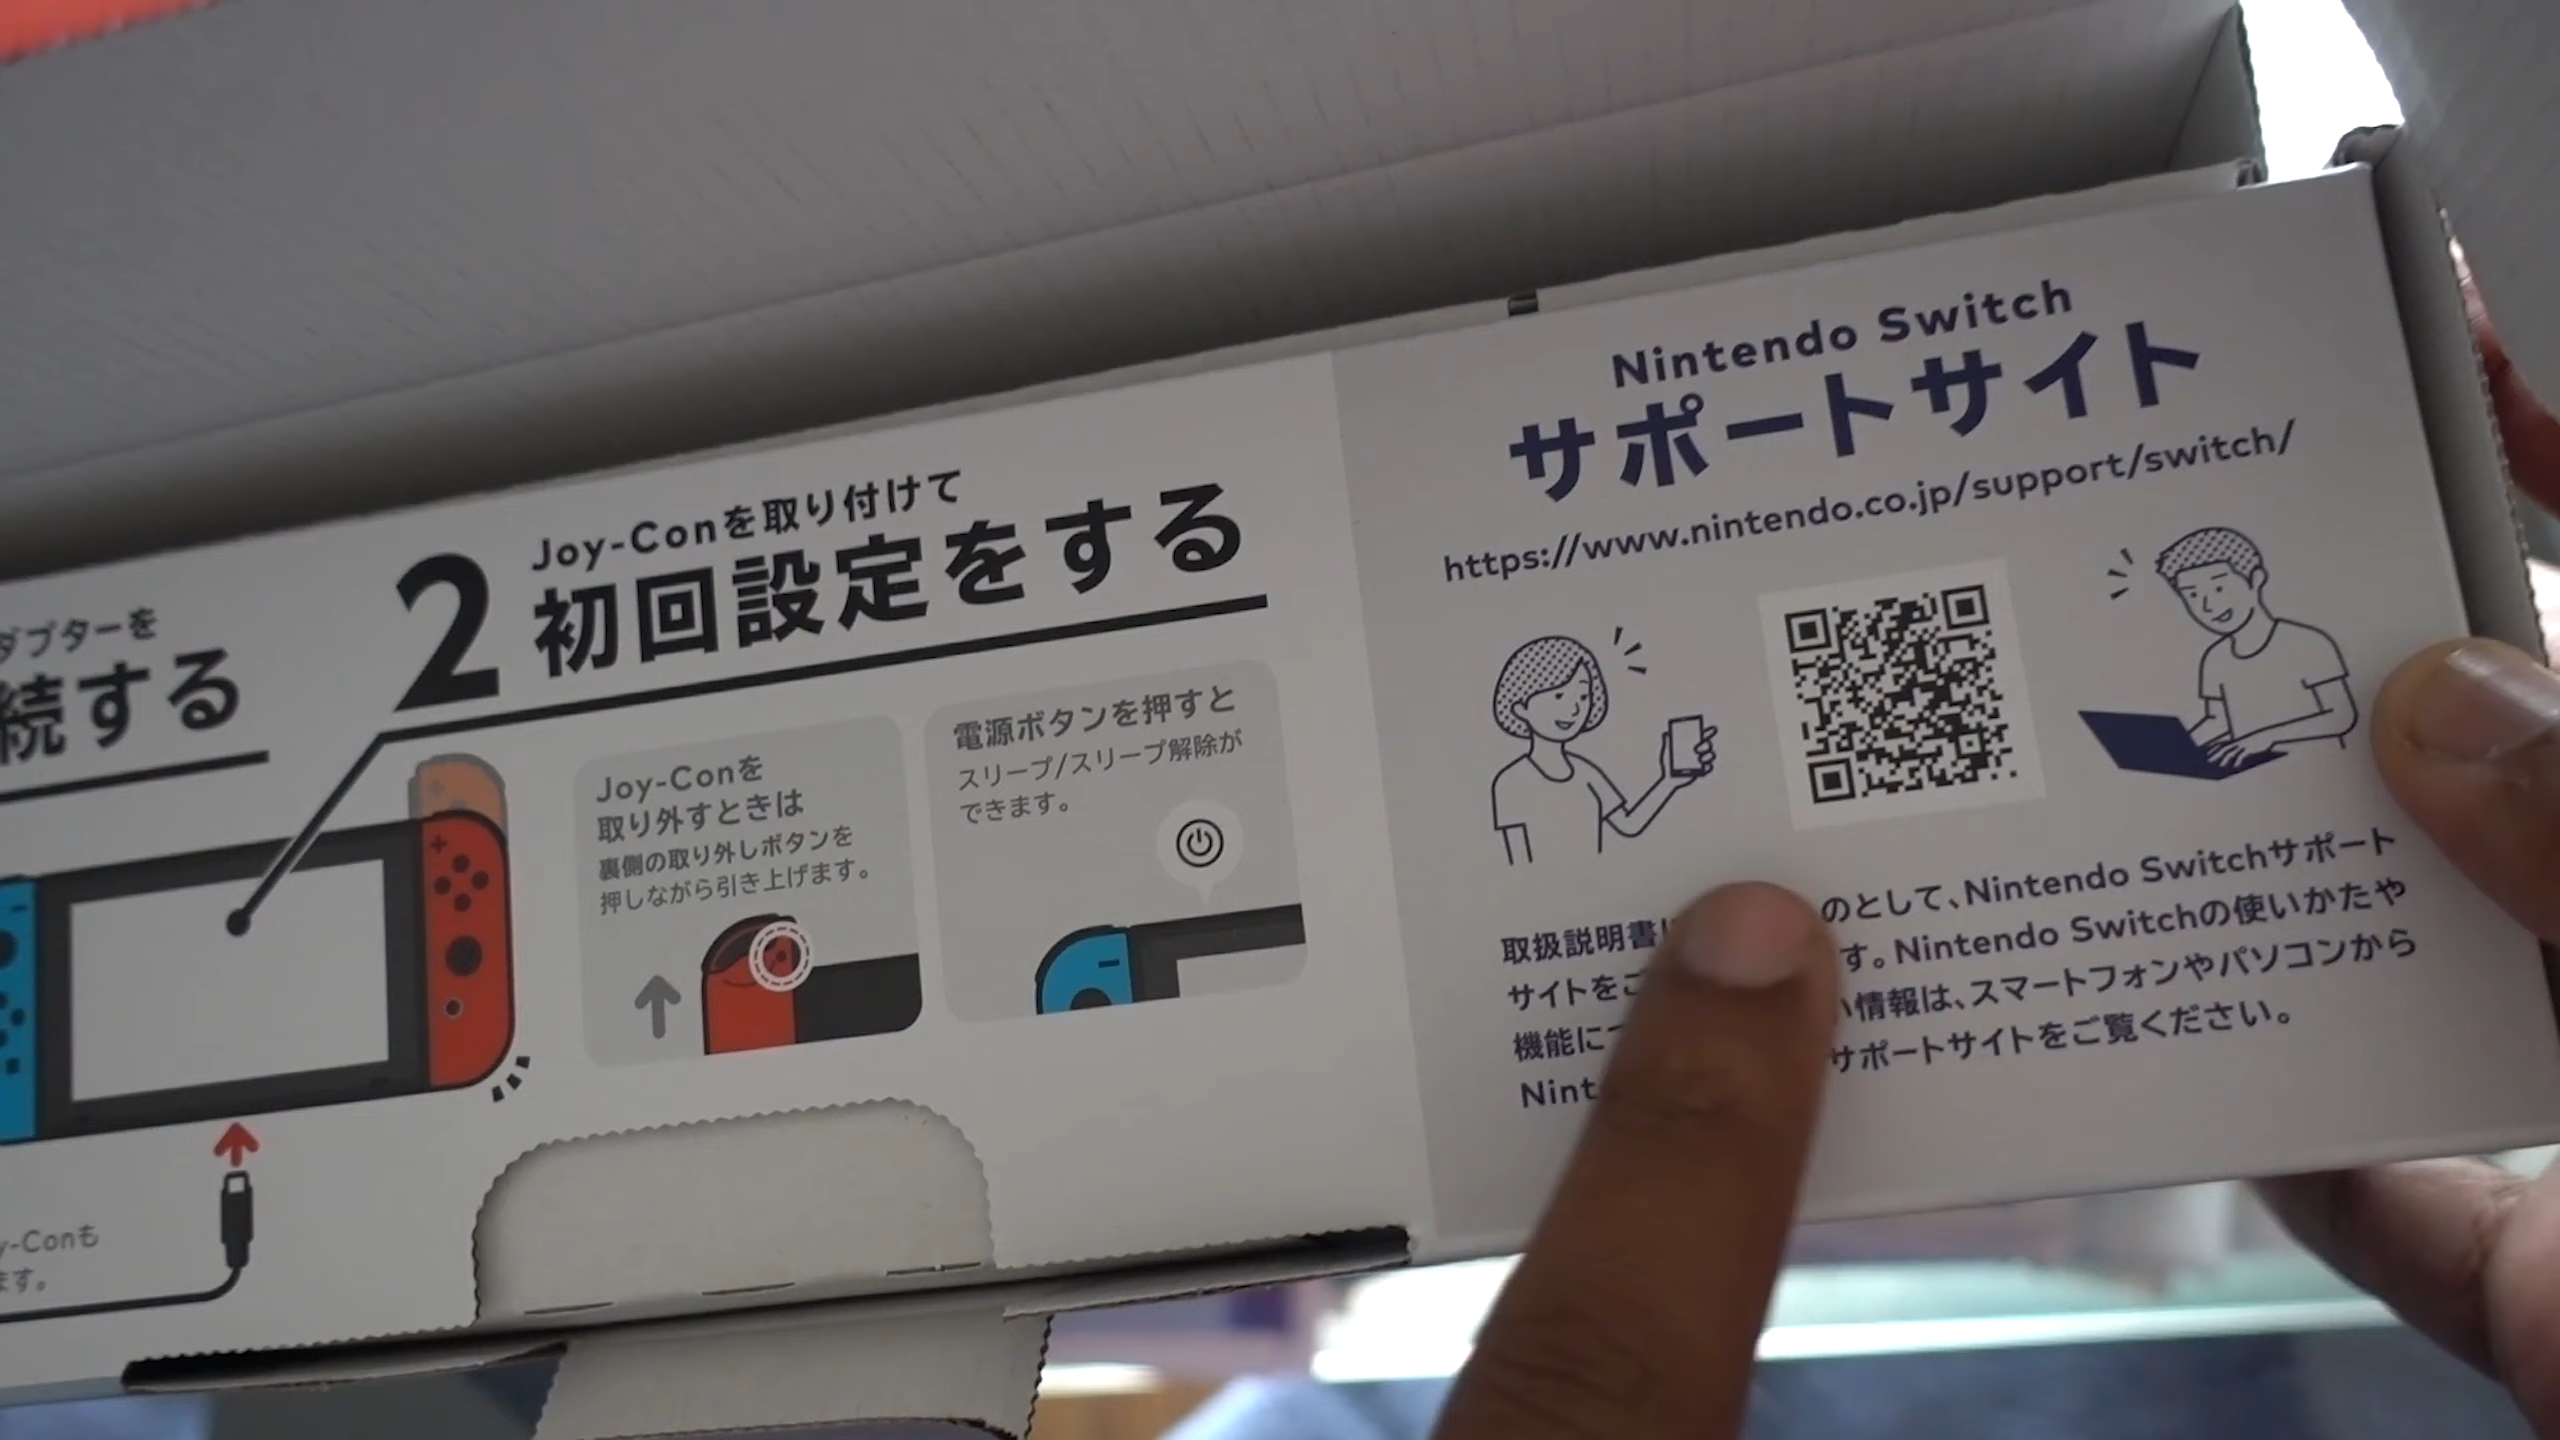 ダプターを
続する
2
Joy-Conを取り付けて
初回設定をする
Joy-Conを
取り外すときは
裏側の取り外しボタンを
押しながら引き上げます。
電源ボタンを押すと
スリープ/スリープ解除が
できます。
y-Conも
ます。
Nintendo Switch
サポートサイト
https://www.nintendo.co.jp/support/switch/
取扱説明書に のとして、Nintendo Switchサポート
サイトをご す。Nintendo Switchの使いかたや
機能に い情報は、スマートフォンやパソコンから
Nint サポートサイトをご覧ください。